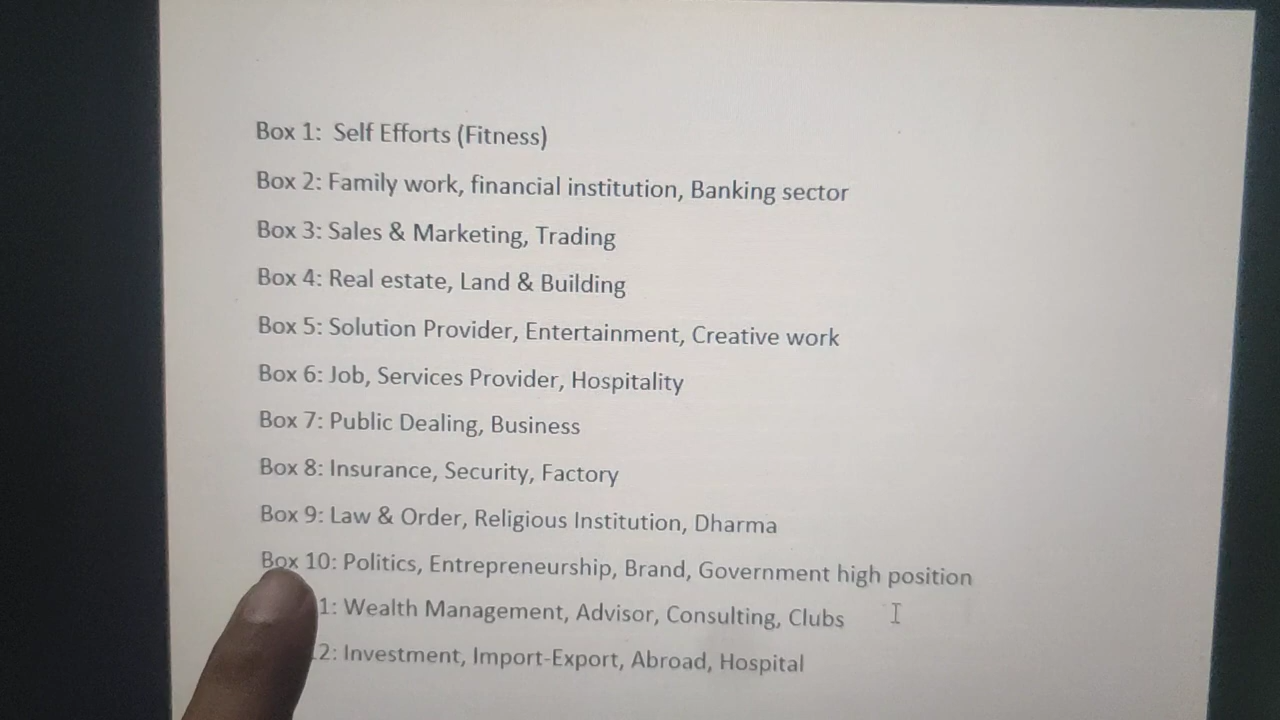 Box 1: Self Efforts (Fitness)
Box 2: Family work, financial institution, Banking sector
Box 3: Sales & Marketing, Trading
Box 4: Real estate, Land & Building
Box 5: Solution Provider, Entertainment, Creative work
Box 6: Job, Services Provider, Hospitality
Box 7: Public Dealing, Business
Box 8: Insurance, Security, Factory
Box 9: Law & Order, Religious Institution, Dharma
Box 10: Politics, Entrepreneurship, Brand, Government high position
1: Wealth Management, Advisor, Consulting, Clubs
12: Investment, Import-Export, Abroad, Hospital